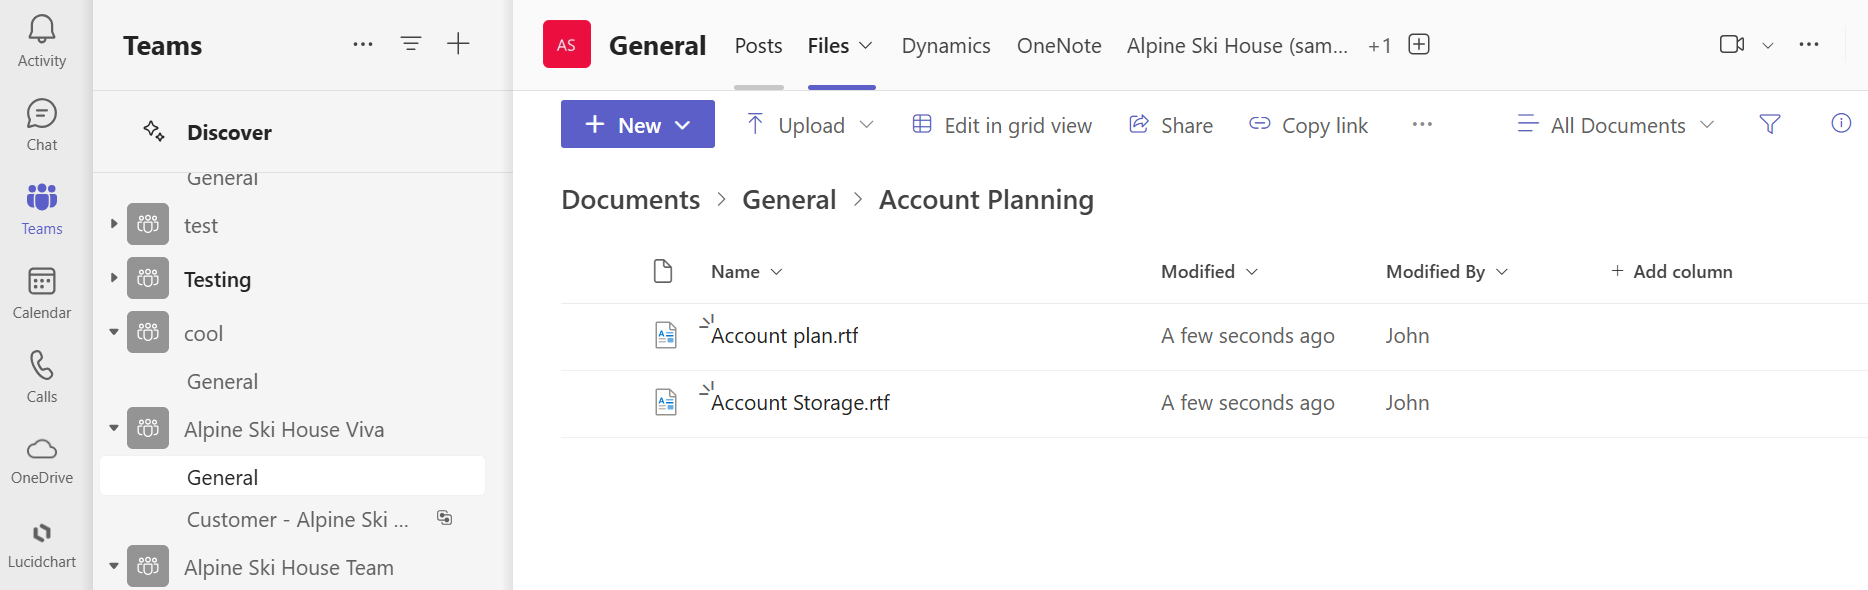 Activity
Chat
Teams
Calendar
Calls
OneDrive
Lucidchart
Teams
Discover
General
test
Testing
cool
General
Alpine Ski House Viva
General
Customer - Alpine Ski ...
Alpine Ski House Team
AS General Posts Files Dynamics OneNote Alpine Ski House (sam... +1
New Upload Edit in grid view Share Copy link All Documents
Documents > General > Account Planning
Name Modified Modified By + Add column
Account plan.rtf A few seconds ago John
Account Storage.rtf A few seconds ago John